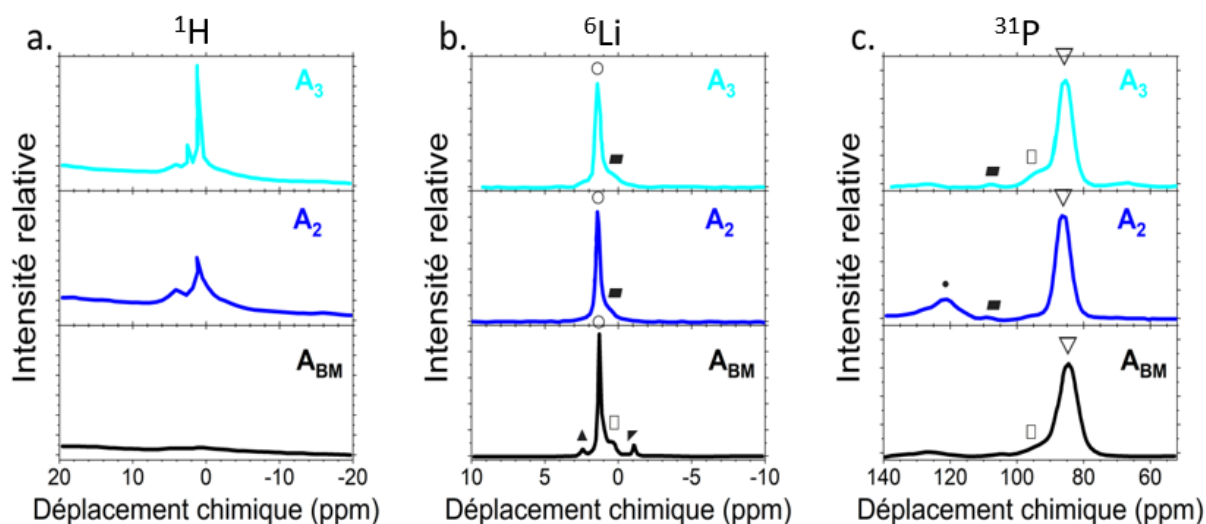 a. ¹H
b. ⁶Li
c. ³¹P
Intensité relative
A₃
A₂
A_BM
20 10 0 -10 -20
Déplacement chimique (ppm)
Intensité relative
A₃
A₂
A_BM
10 5 0 -5 -10
Déplacement chimique (ppm)
Intensité relative
A₃
A₂
A_BM
140 120 100 80 60
Déplacement chimique (ppm)